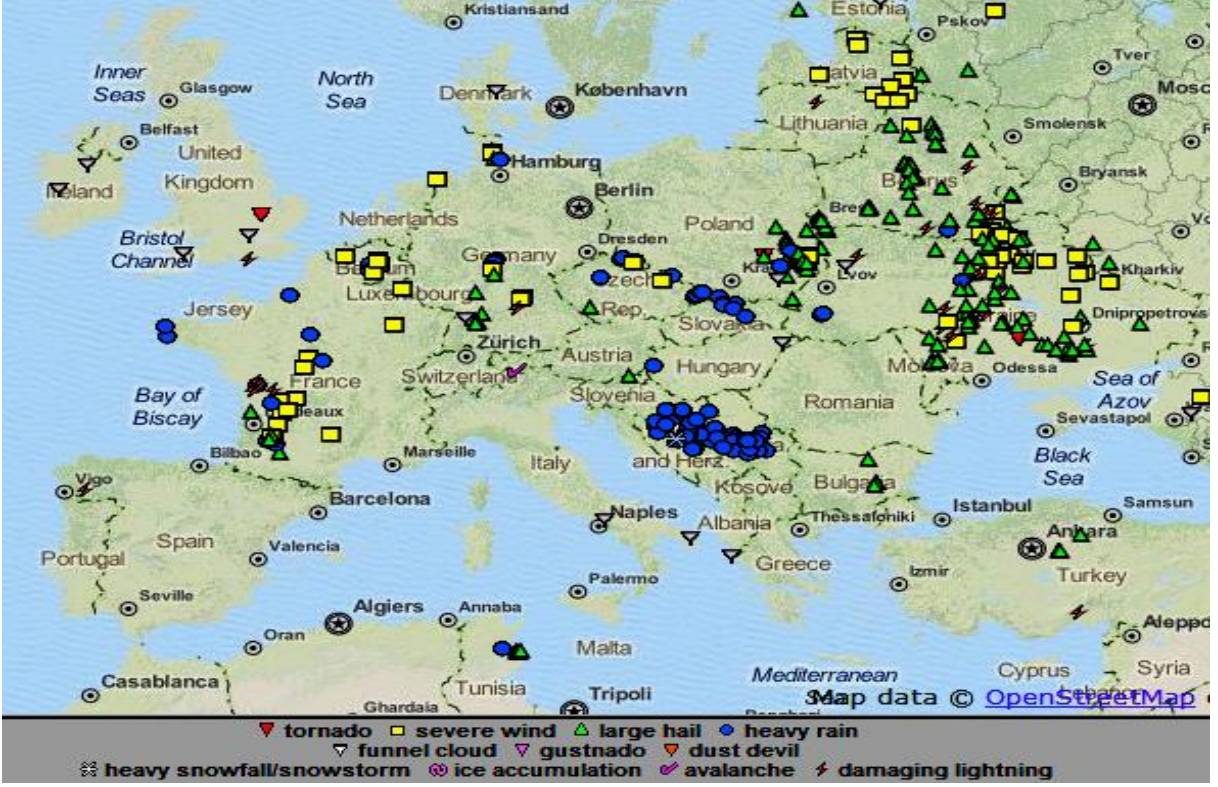 Kristiansand
Estonia
Pskov
Tver
Inner
Seas
Glasgow
North
Sea
Denmark
København
Latvia
Belfast
Lithuania
Smolensk
United
Kingdom
Ireland
Hamburg
Bryansk
Berlin
Netherlands
Poland
Bristol
Channel
Germany
Dresden
Lvov
Kharkiv
Luxembourg
Jersey
Rep.
Slovakia
Dnipropetrovs
Zürich
Austria
Hungary
Switzerland
France
Slovenia
Romania
Odessa
Sea of
Azov
Bay of
Biscay
Sevastapol
Bilbao
Marseille
Italy
and Herz.
Black
Sea
Vigo
Kosovo
Bulgaria
Barcelona
Naples
Albania
Thessaloniki
Istanbul
Samsun
Portugal
Spain
Valencia
Greece
Ankara
Turkey
Palermo
Izmir
Seville
Algiers
Annaba
Oran
Malta
Aleppo
Casablanca
Tunisia
Mediterranean
Cyprus
Syria
Tripoli
Ghardaia
Map data © OpenStreetMap
tornado severe wind large hail heavy rain
funnel cloud gustnado dust devil
heavy snowfall/snowstorm ice accumulation avalanche damaging lightning